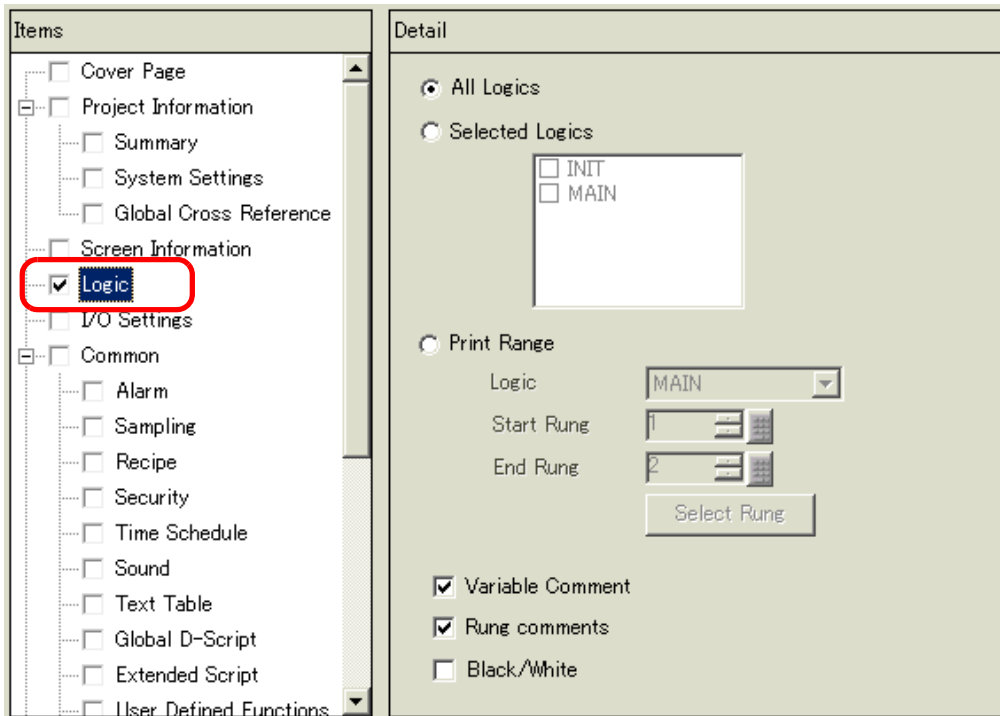 Items
Cover Page
Project Information
Summary
System Settings
Global Cross Reference
Screen Information
Logic
I/O Settings
Common
Alarm
Sampling
Recipe
Security
Time Schedule
Sound
Text Table
Global D-Script
Extended Script
User Defined Functions
Detail
All Logics
Selected Logics
INIT
MAIN
Print Range
Logic MAIN
Start Rung 1
End Rung 2
Select Rung
Variable Comment
Rung comments
Black/White